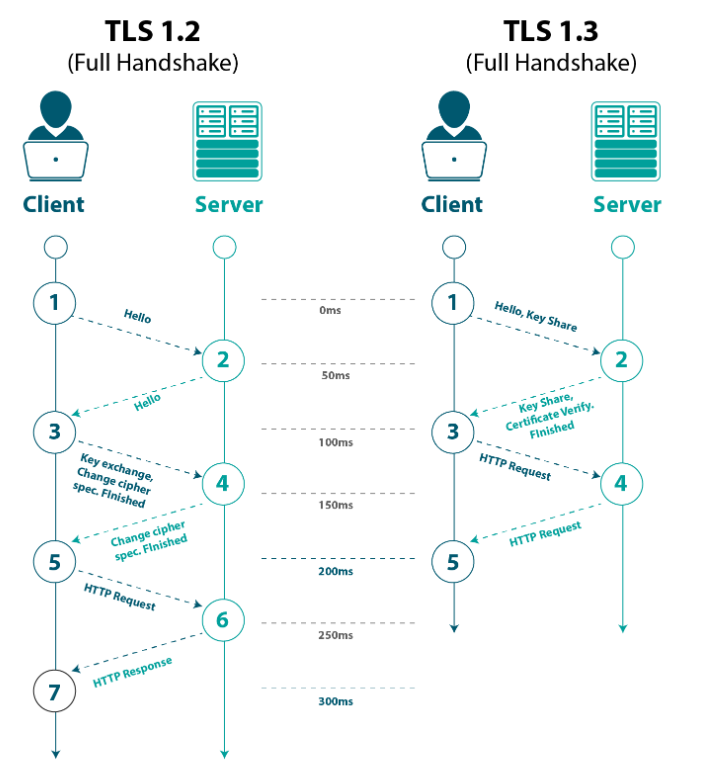 TLS 1.2
(Full Handshake)
Client
Server
1
Hello
2
Hello
3
Key exchange,
Change cipher
spec. FInished
4
Change cipher
spec. FInished
5
HTTP Request
6
HTTP Response
7
0ms
50ms
100ms
150ms
200ms
250ms
300ms
TLS 1.3
(Full Handshake)
Client
Server
1
Hello, Key Share
2
Key Share,
Certificate Verify.
FInished
3
HTTP Request
4
HTTP Request
5